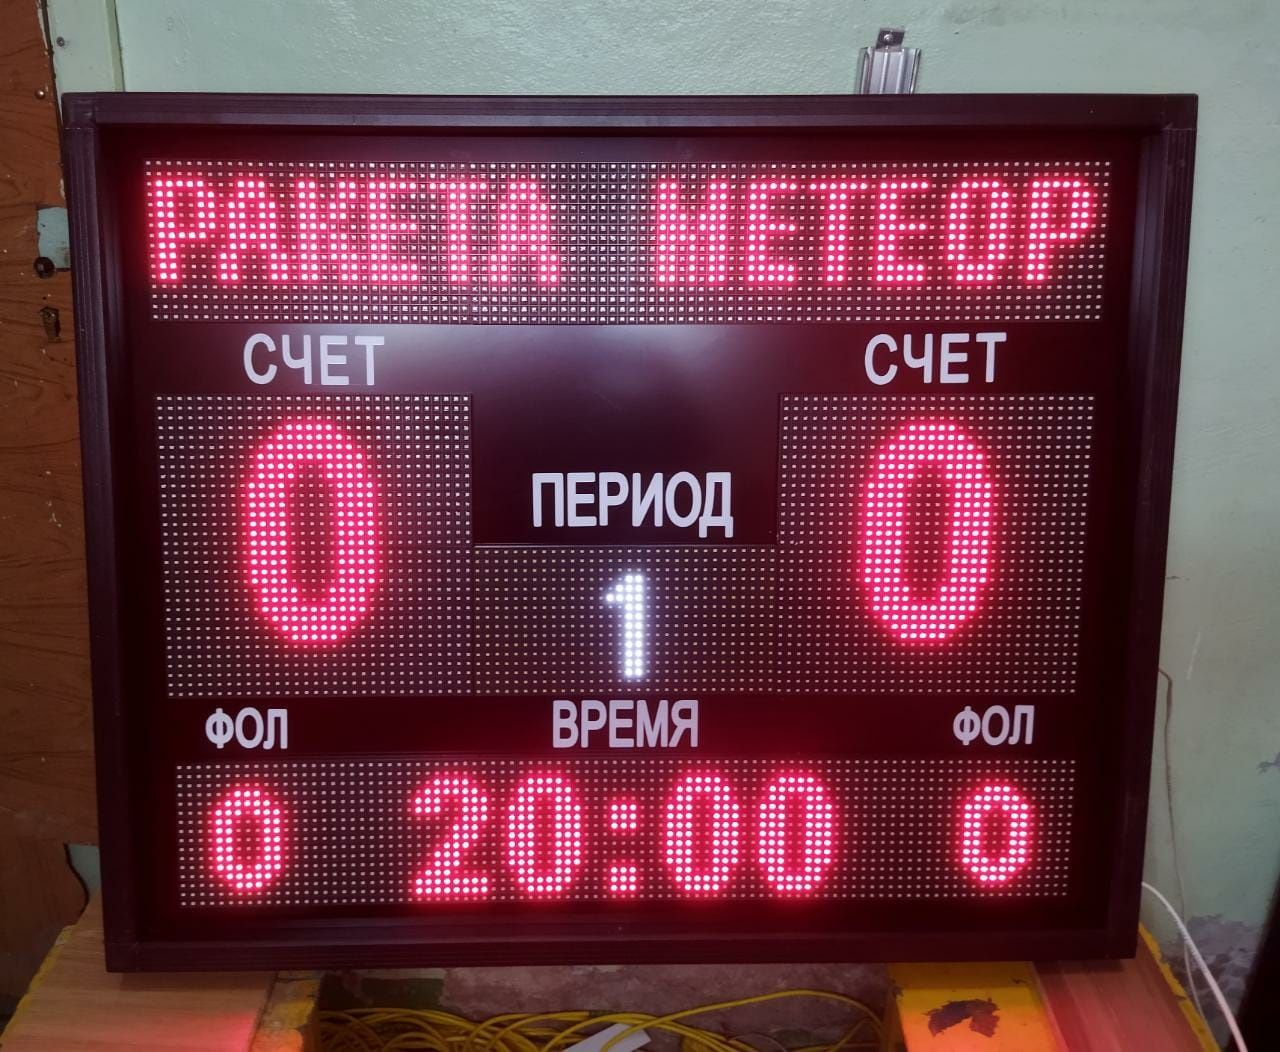 РАКЕТА МЕТЕОР
СЧЕТ СЧЕТ
0 0
ПЕРИОД
1
ФОЛ ВРЕМЯ ФОЛ
0 20:00 0